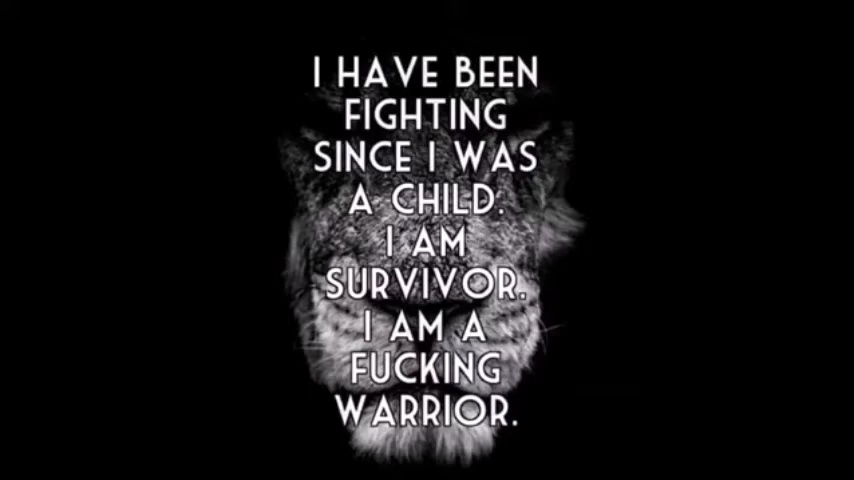 I HAVE BEEN
FIGHTING
SINCE I WAS
A CHILD.
I AM
SURVIVOR.
I AM A
FUCKING
WARRIOR.